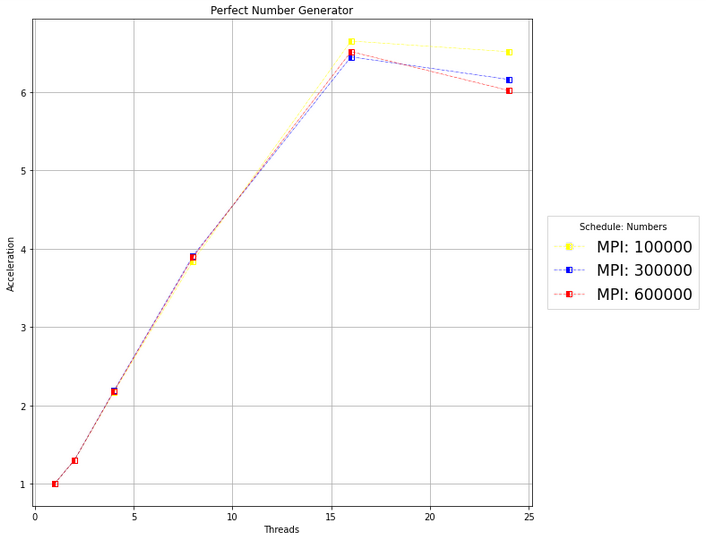 Perfect Number Generator
Acceleration
6
5
4
3
2
1
0 5 10 15 20 25
Threads
Schedule: Numbers
MPI: 100000
MPI: 300000
MPI: 600000